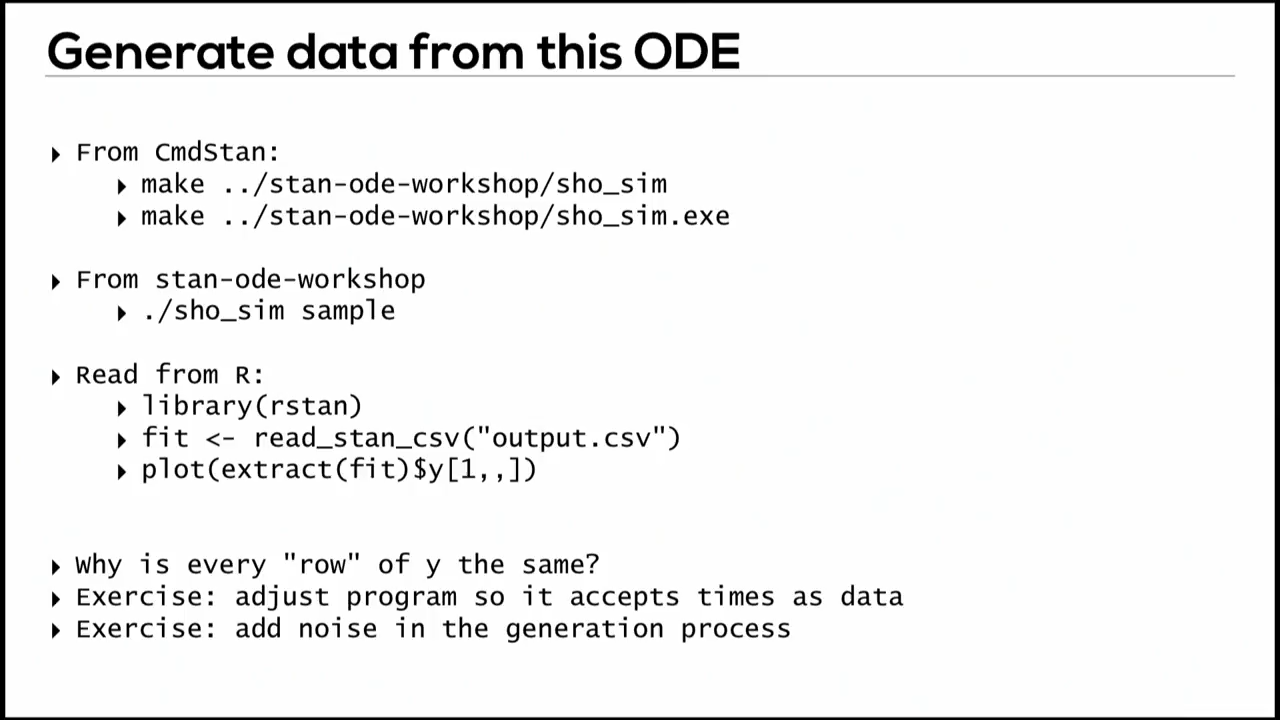 Generate data from this ODE
‣ From CmdStan:
‣ make ../stan-ode-workshop/sho_sim
‣ make ../stan-ode-workshop/sho_sim.exe
‣ From stan-ode-workshop
‣ ./sho_sim sample
‣ Read from R:
‣ library(rstan)
‣ fit <- read_stan_csv("output.csv")
‣ plot(extract(fit)$y[1,,])
‣ Why is every "row" of y the same?
‣ Exercise: adjust program so it accepts times as data
‣ Exercise: add noise in the generation process